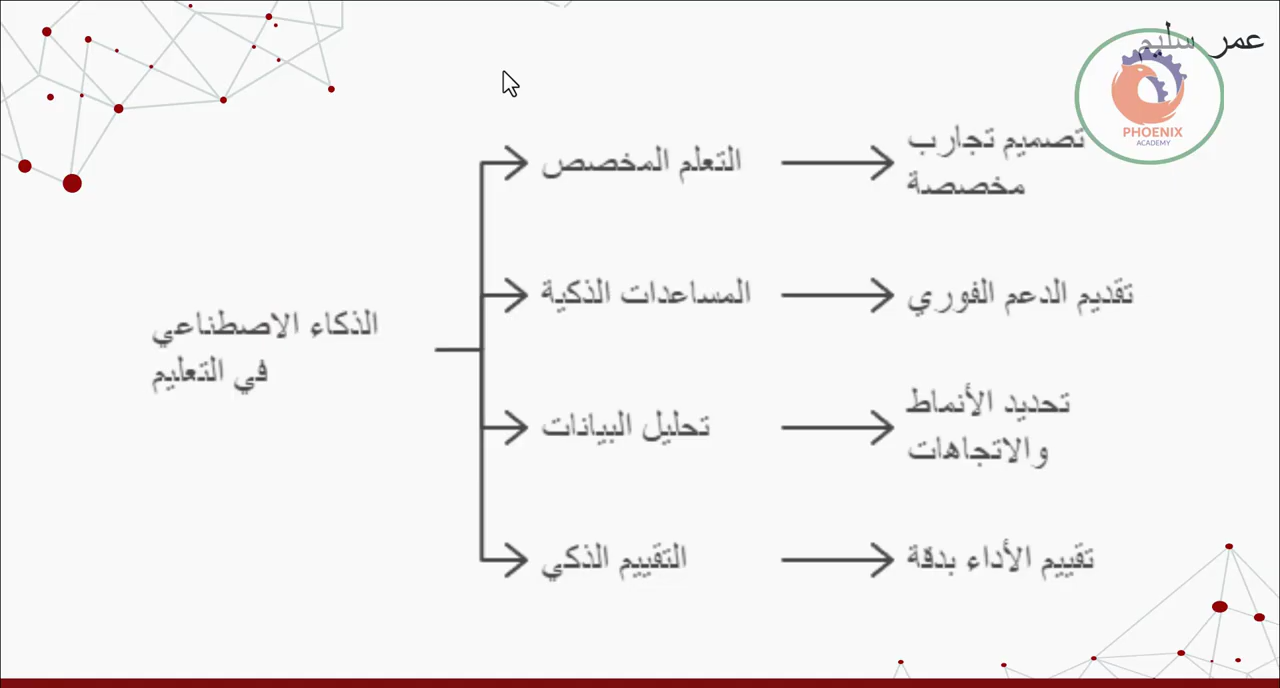 عمر سليم
PHOENIX
ACADEMY
الذكاء الاصطناعي
في التعليم
التعلم المخصص
تصميم تجارب
مخصصة
المساعدات الذكية
تقديم الدعم الفوري
تحليل البيانات
تحديد الأنماط
والاتجاهات
التقييم الذكي
تقييم الأداء بدقة